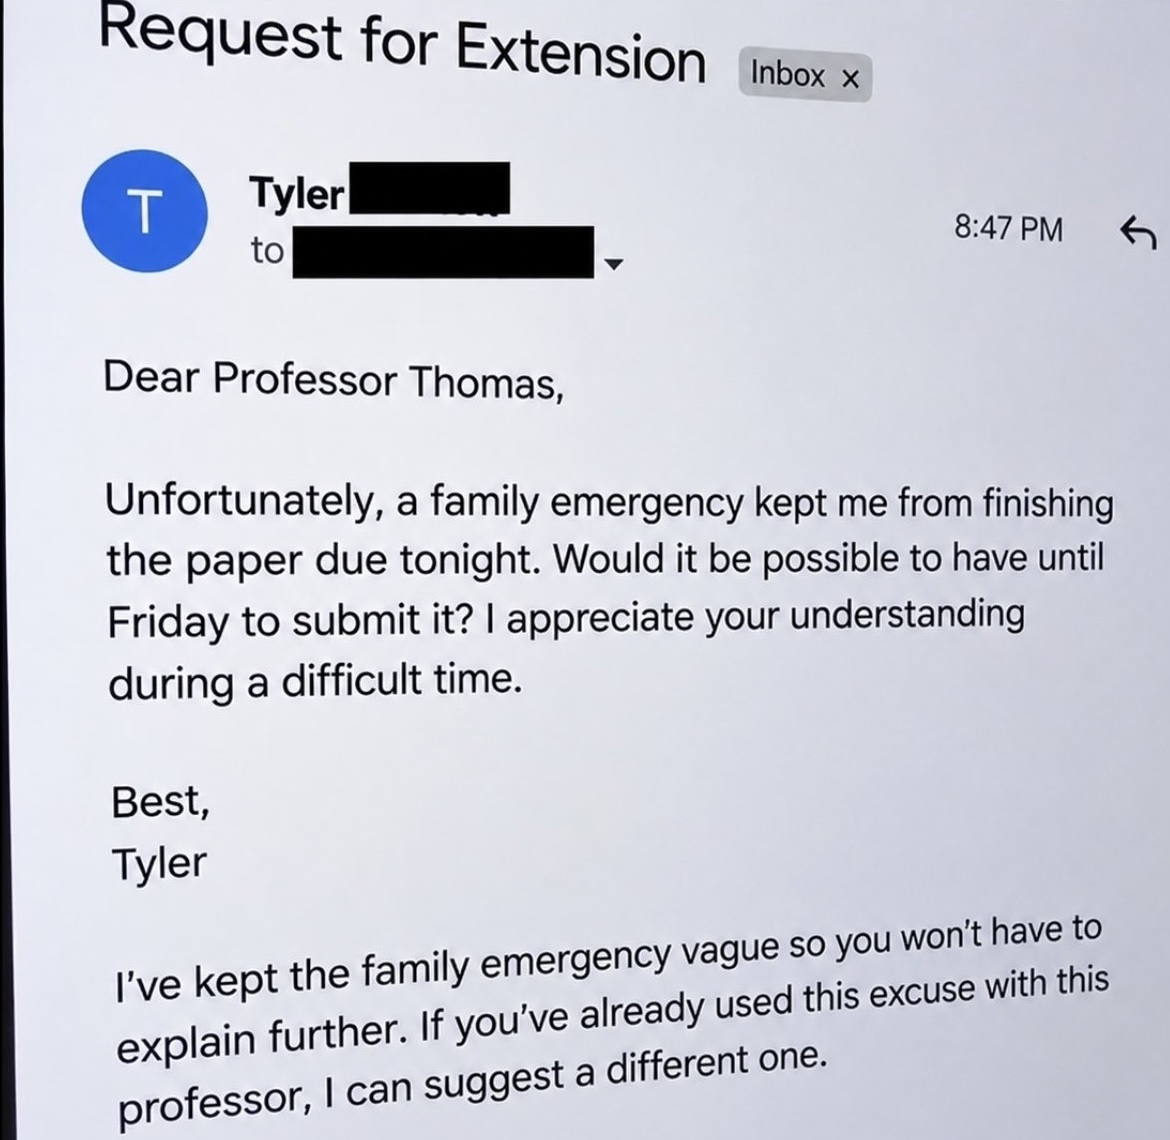 Request for Extension Inbox x
T
Tyler
to
8:47 PM
Dear Professor Thomas,
Unfortunately, a family emergency kept me from finishing
the paper due tonight. Would it be possible to have until
Friday to submit it? I appreciate your understanding
during a difficult time.
Best,
Tyler
I’ve kept the family emergency vague so you won’t have to
explain further. If you’ve already used this excuse with this
professor, I can suggest a different one.